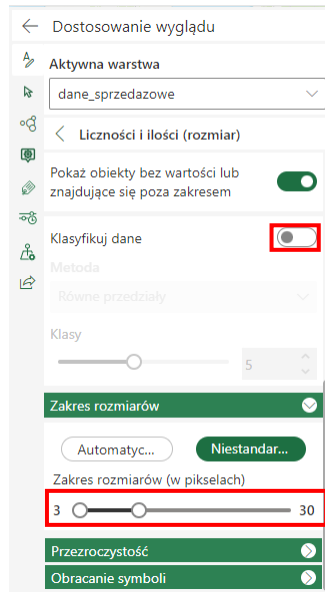 Dostosowanie wyglądu
Aktywna warstwa
dane_sprzedazowe
Liczności i ilości (rozmiar)
Pokaż obiekty bez wartości lub
znajdujące się poza zakresem
Klasyfikuj dane
Metoda
Równe przedziały
Klasy
5
Zakres rozmiarów
Automatyc... Niestandar...
Zakres rozmiarów (w pikselach)
3 30
Przezroczystość
Obracanie symboli